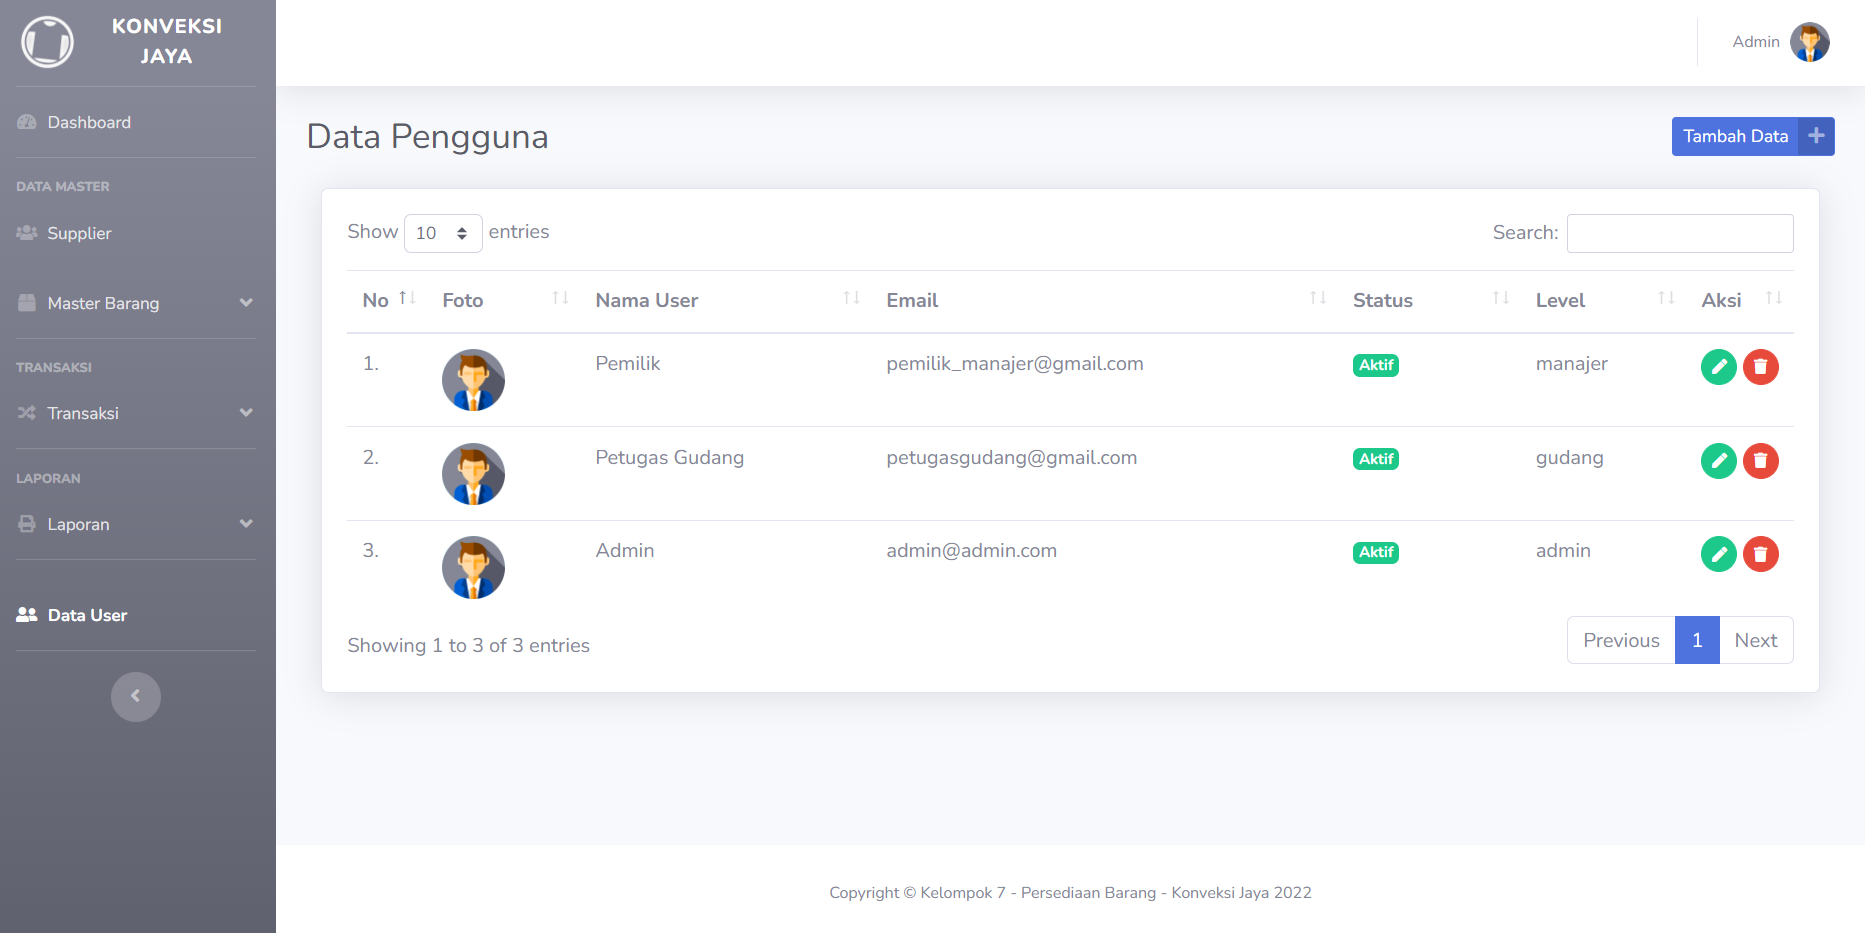 KONVEKSI
JAYA
Dashboard
DATA MASTER
Supplier
Master Barang
TRANSAKSI
Transaksi
LAPORAN
Laporan
Data User
Admin
Data Pengguna
Tambah Data
Show 10 entries
Search:
No Foto Nama User Email Status Level Aksi
1. Pemilik pemilik_manajer@gmail.com Aktif manajer
2. Petugas Gudang petugasgudang@gmail.com Aktif gudang
3. Admin admin@admin.com Aktif admin
Showing 1 to 3 of 3 entries
Previous 1 Next
Copyright © Kelompok 7 - Persediaan Barang - Konveksi Jaya 2022